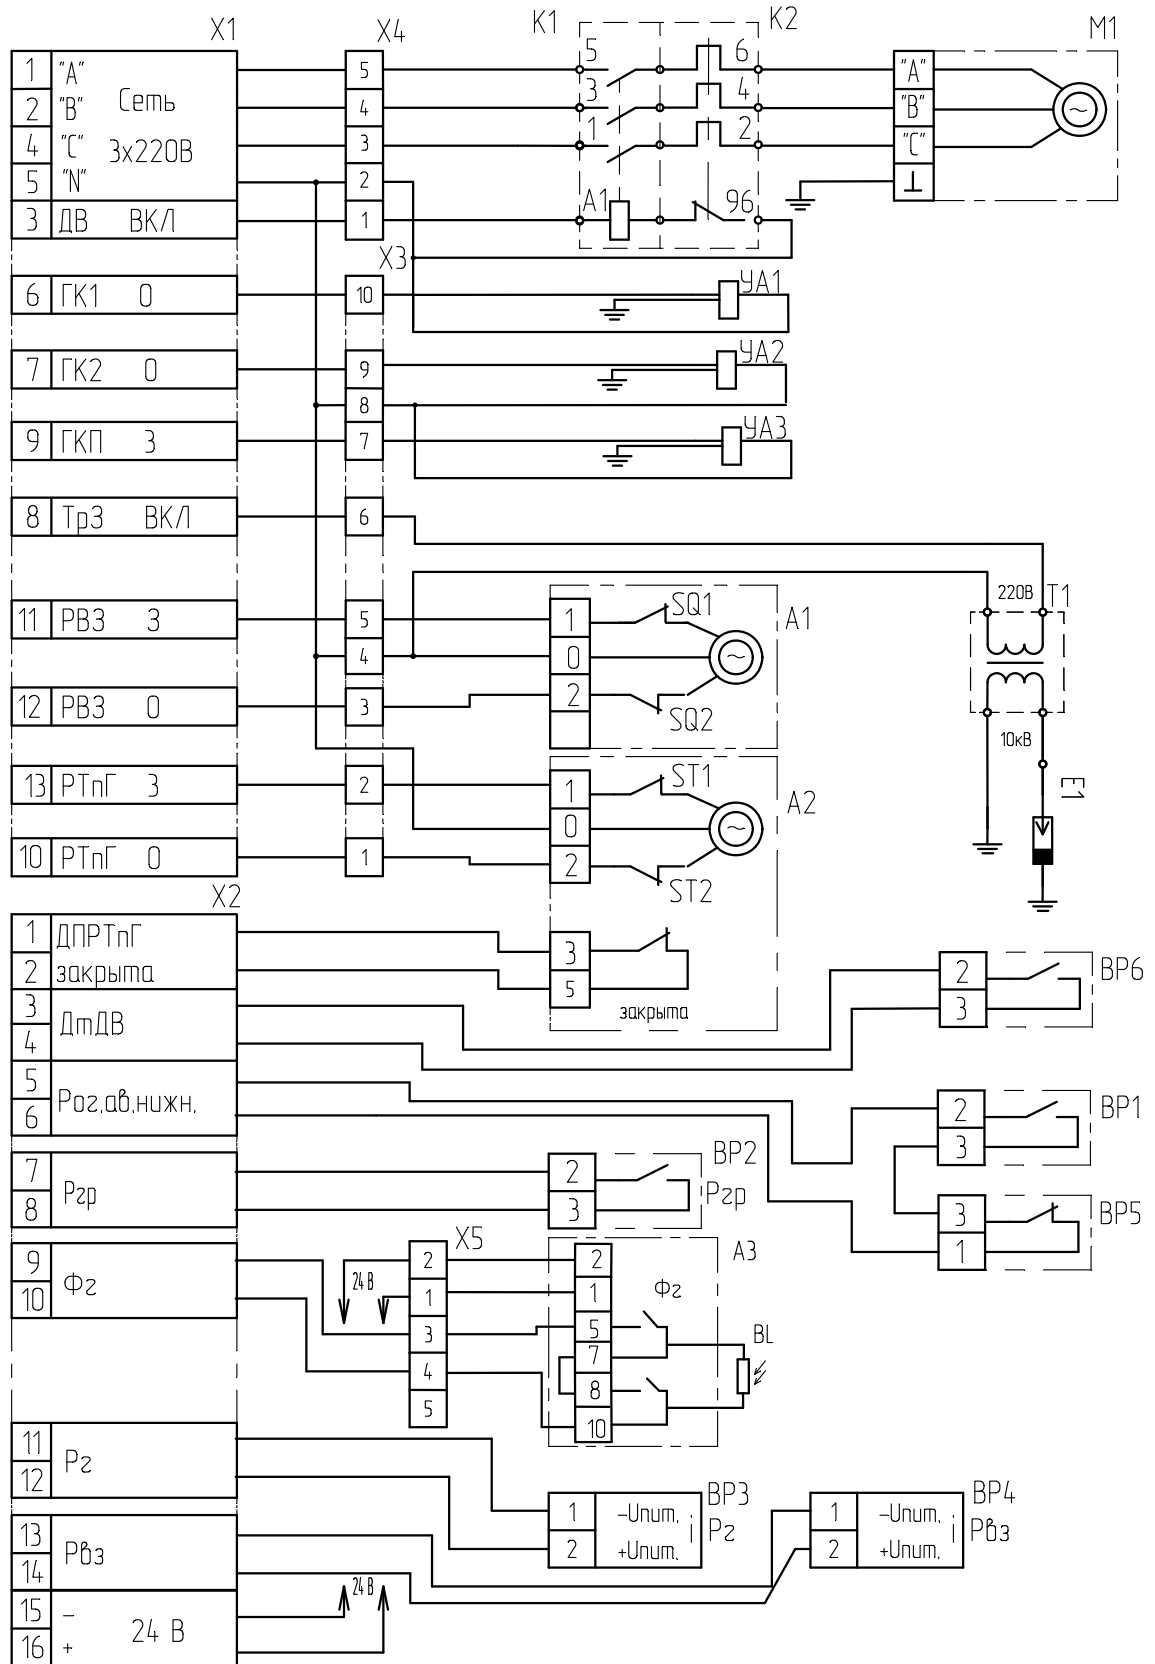 X1
X4
K1
K2
M1
1 "A"
2 "B"
4 "C"
5 "N"
Сеть
3x220В
3 ДВ ВКЛ
5
4
3
2
1
5
3
1
A1
6
4
2
96
"A"
"B"
"C"
X3
6 ГК1 О
10
УА1
7 ГК2 О
9
УА2
8
9 ГКП З
7
УА3
8 ТрЗ ВКЛ
6
220В
T1
10кВ
E1
11 РВЗ З
5
4
12 РВЗ О
3
1
0
2
SQ1
SQ2
A1
13 РТпГ З
2
10 РТпГ О
1
1
0
2
ST1
ST2
A2
3
5
закрыта
X2
1 ДПРТпГ
2 закрыта
3
4
ДтДВ
5
6
Рог.ав.нижн.
2
3
BP6
2
3
BP1
3
1
BP5
7
8
Ргр
2
3
BP2
Ргр
9
10
Фг
X5
2
1
3
4
5
24 В
A3
2
1
5
7
8
10
Фг
BL
11
12
Рг
1 -Uпит.
2 +Uпит.
i
BP3
Рг
1 -Uпит.
2 +Uпит.
i
BP4
Рвз
13
14
Рвз
24 В
15 -
16 +
24 В